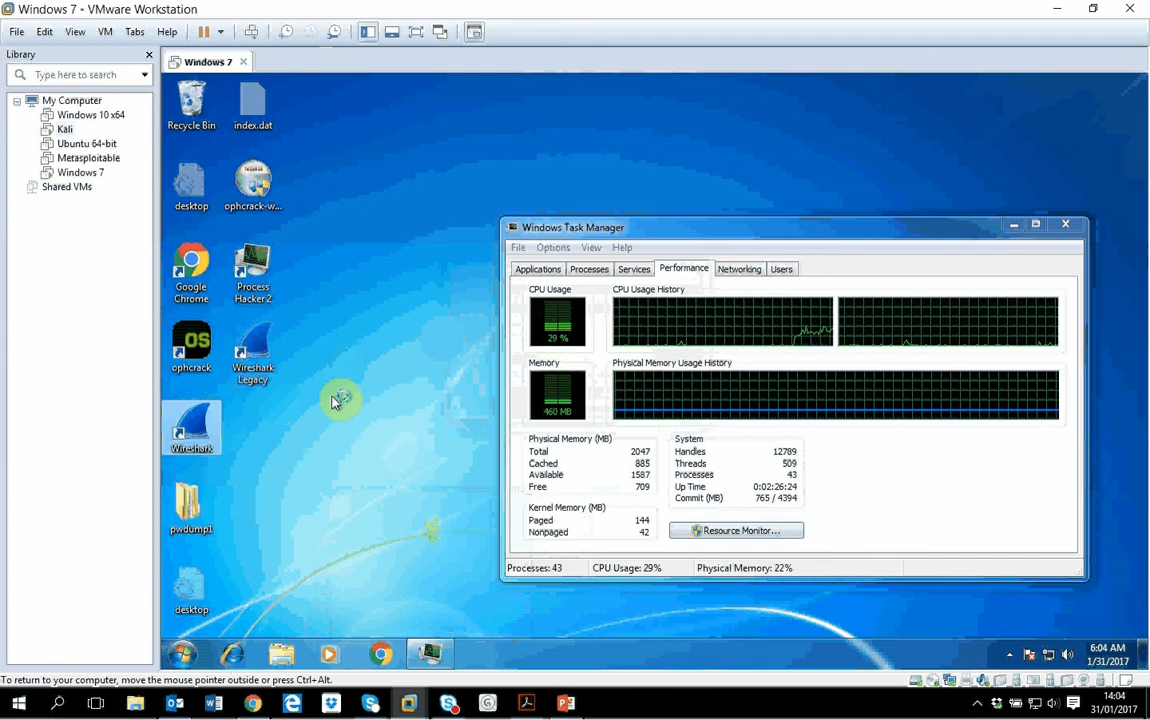 Windows 7 - VMware Workstation
File Edit View VM Tabs Help
Library
Type here to search
My Computer
Windows 10 x64
Kali
Ubuntu 64-bit
Metasploitable
Windows 7
Shared VMs
Windows 7
Recycle Bin
index.dat
desktop
ophcrack-w...
Google
Chrome
Process
Hacker 2
OS
ophcrack
Wireshark
Legacy
Wireshark
pwdump1
desktop
Windows Task Manager
File Options View Help
Applications Processes Services Performance Networking Users
CPU Usage
CPU Usage History
29 %
Memory
Physical Memory Usage History
460 MB
Physical Memory (MB)
Total 2047
Cached 885
Available 1587
Free 709
Kernel Memory (MB)
Paged 144
Nonpaged 42
System
Handles 12789
Threads 509
Processes 43
Up Time 0:02:26:24
Commit (MB) 765 / 4394
Resource Monitor...
Processes: 43 CPU Usage: 29% Physical Memory: 22%
6:04 AM
1/31/2017
To return to your computer, move the mouse pointer outside or press Ctrl+Alt.
14:04
31/01/2017